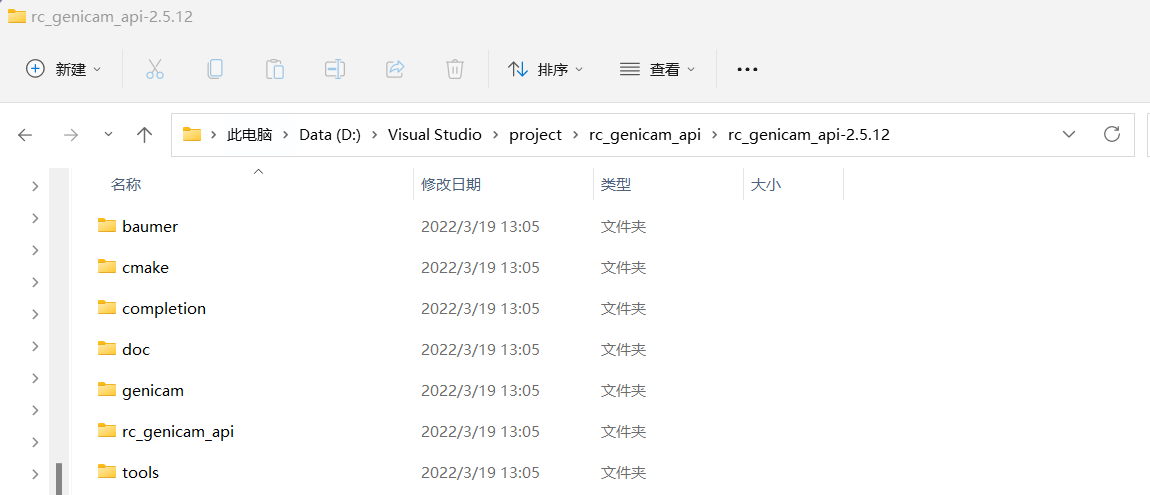 rc_genicam_api-2.5.12
新建 排序 查看
此电脑 Data (D:) Visual Studio project rc_genicam_api rc_genicam_api-2.5.12
名称 修改日期 类型 大小
baumer 2022/3/19 13:05 文件夹
cmake 2022/3/19 13:05 文件夹
completion 2022/3/19 13:05 文件夹
doc 2022/3/19 13:05 文件夹
genicam 2022/3/19 13:05 文件夹
rc_genicam_api 2022/3/19 13:05 文件夹
tools 2022/3/19 13:05 文件夹